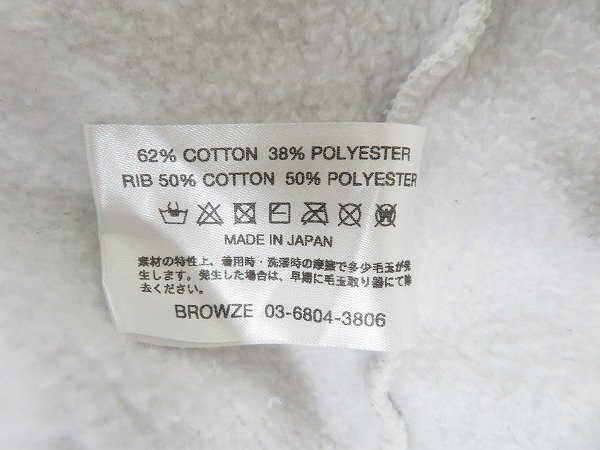 62% COTTON 38% POLYESTER
RIB 50% COTTON 50% POLYESTER
MADE IN JAPAN
素材の特性上、着用時・洗濯時の摩擦で多少毛玉が発
生します。発生した場合は、早期に毛玉取り器にて除
去ください。
BROWZE 03-6804-3806